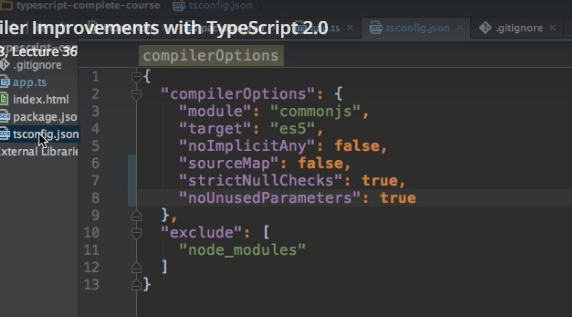 typescript-complete-course tsconfig.json
iler Improvements with TypeScript 2.0
.ts tsconfig.json .gitignore
3, Lecture 36
.gitignore
app.ts
index.html
package.jso
tsconfig.json
xternal Librarie
compilerOptions
1 {
2 "compilerOptions": {
3 "module": "commonjs",
4 "target": "es5",
5 "noImplicitAny": false,
6 "sourceMap": false,
7 "strictNullChecks": true,
8 "noUnusedParameters": true
9 },
10 "exclude": [
11 "node_modules"
12 ]
13 }